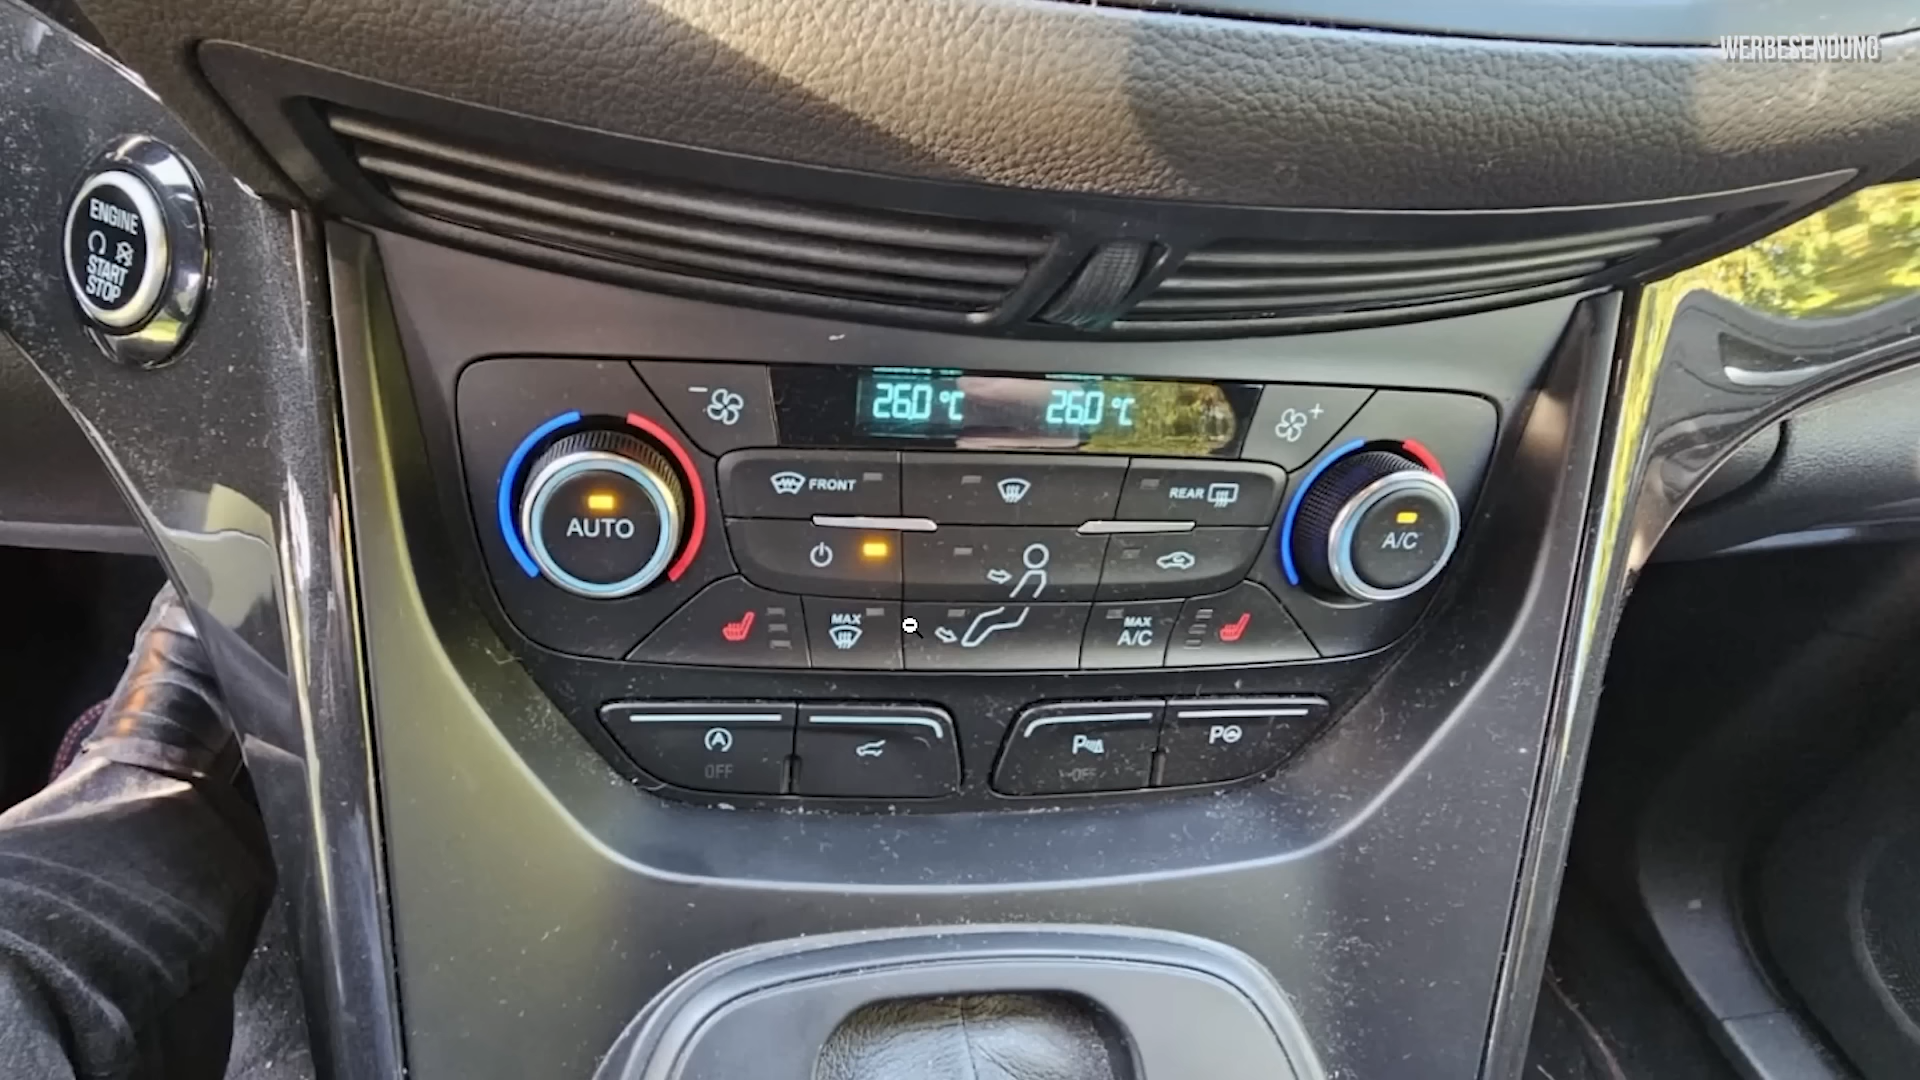 WERBESENDUNG
ENGINE
START
STOP
26.0 °C 26.0 °C
FRONT
REAR
AUTO
A/C
MAX
MAX
A/C
A
OFF
P
OFF
P